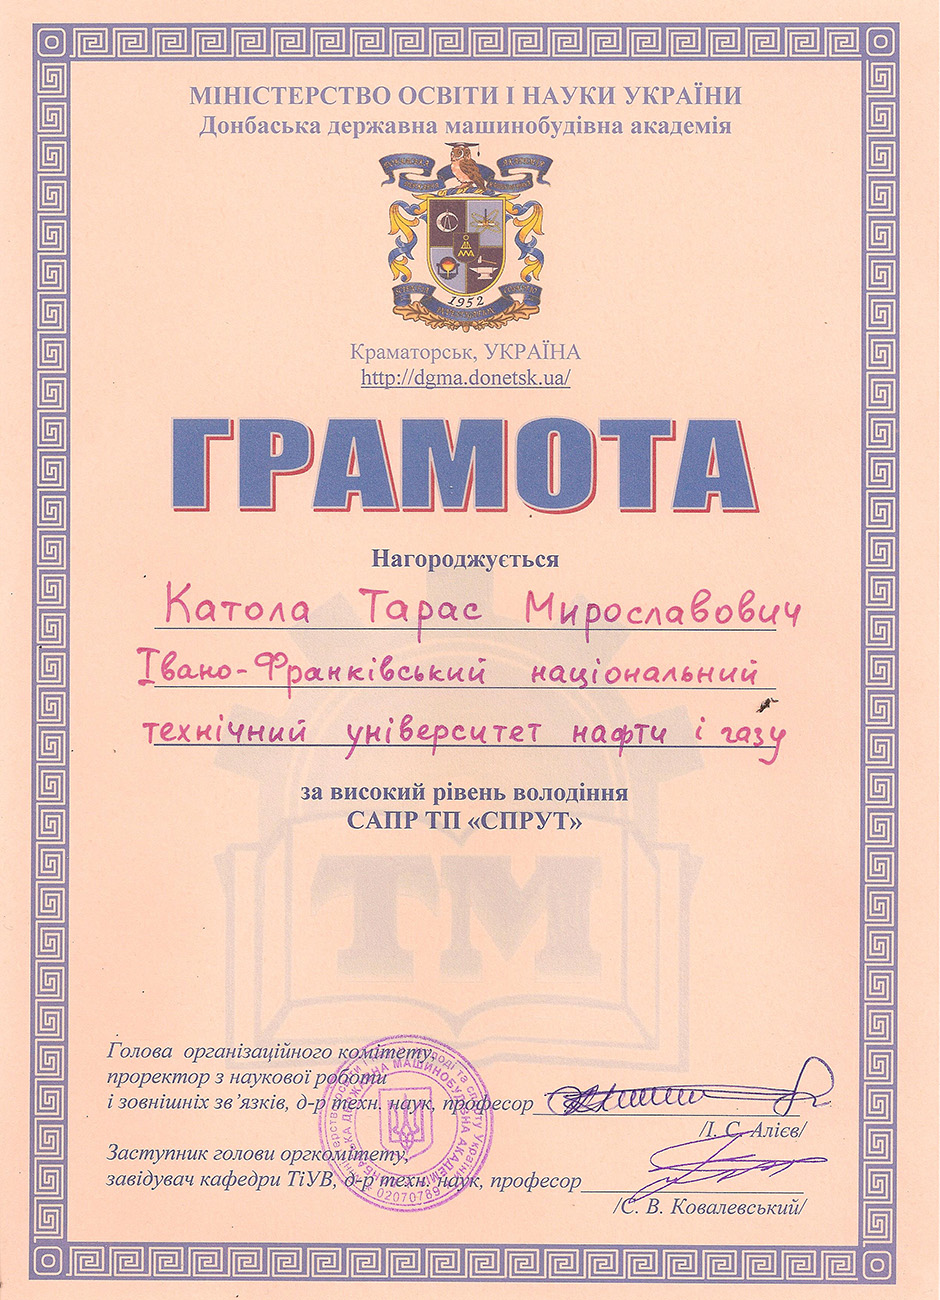 МІНІСТЕРСТВО ОСВІТИ І НАУКИ УКРАЇНИ
Донбаська державна машинобудівна академія
1952
Краматорськ, УКРАЇНА
http://dgma.donetsk.ua/
ГРАМОТА
Нагороджується
Катола Тарас Мирославович
Івано-Франківський національний
технічний університет нафти і газу
за високий рівень володіння
САПР ТП «СПРУТ»
ТМ
Голова організаційного комітету,
проректор з наукової роботи
і зовнішніх зв’язків, д-р техн. наук, професор
/І. С. Алієв/
Заступник голови оргкомітету,
завідувач кафедри ТіУВ, д-р техн. наук, професор
/С. В. Ковалевський/